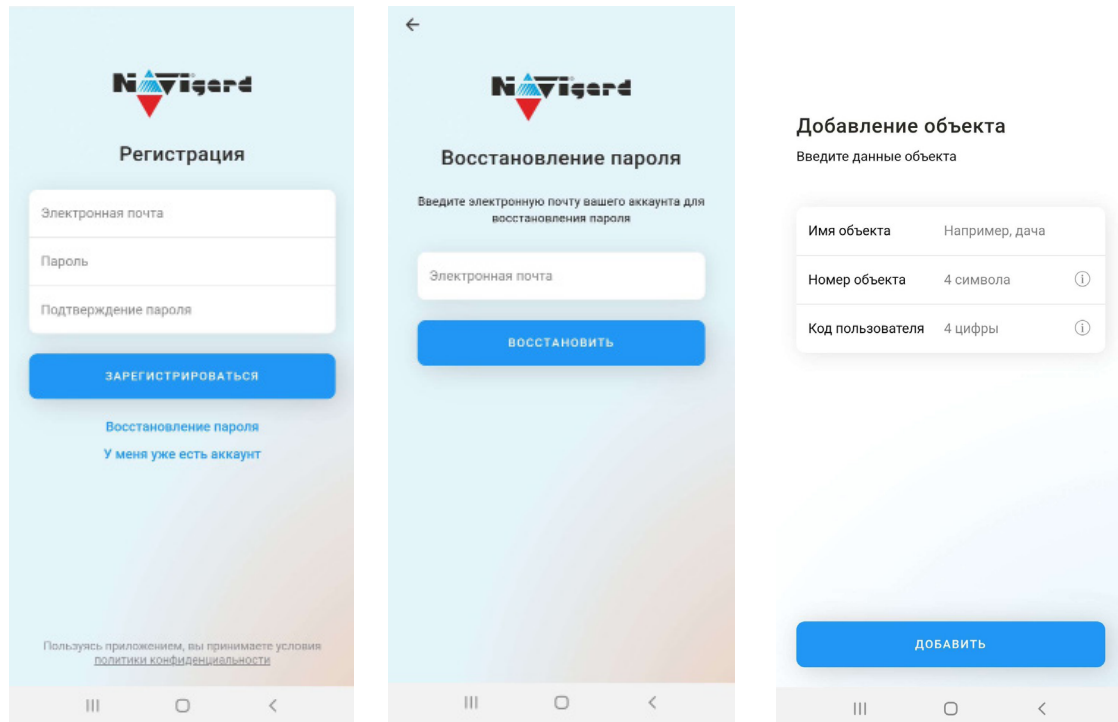 Navigard
Регистрация
Электронная почта
Пароль
Подтверждение пароля
ЗАРЕГИСТРИРОВАТЬСЯ
Восстановление пароля
У меня уже есть аккаунт
Пользуясь приложением, вы принимаете условия
политики конфиденциальности
Navigard
Восстановление пароля
Введите электронную почту вашего аккаунта для
восстановления пароля
Электронная почта
ВОССТАНОВИТЬ
Добавление объекта
Введите данные объекта
Имя объекта Например, дача
Номер объекта 4 символа
Код пользователя 4 цифры
ДОБАВИТЬ